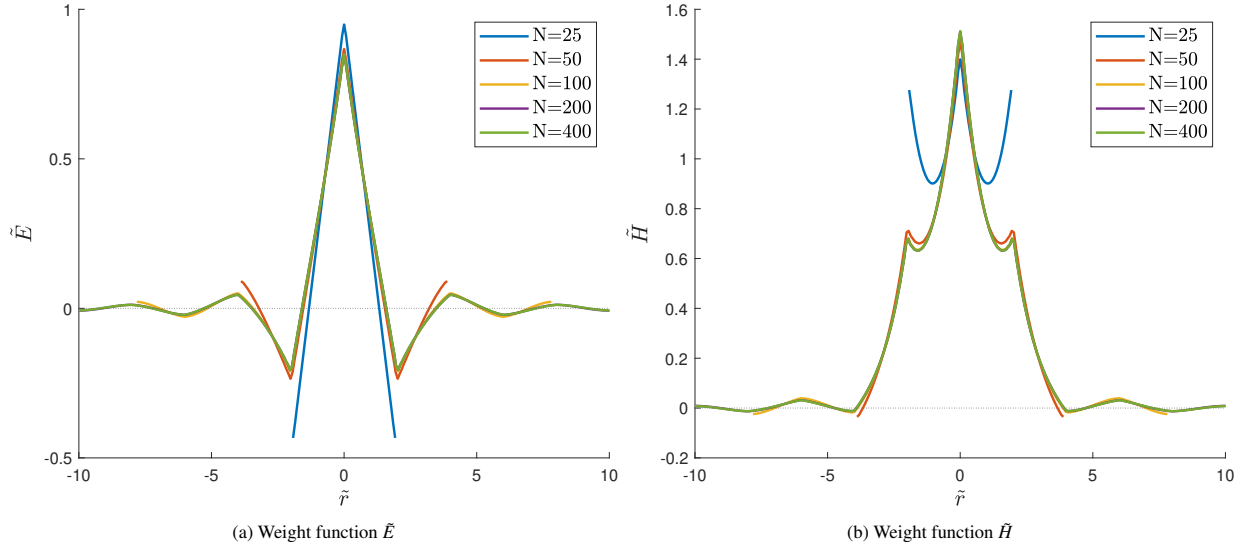 1
0.5
0
-0.5
-10
-5
0
5
10
Ẽ
r̃
N=25
N=50
N=100
N=200
N=400
(a) Weight function Ẽ
1.6
1.4
1.2
1
0.8
0.6
0.4
0.2
0
-0.2
-10
-5
0
5
10
H̃
r̃
N=25
N=50
N=100
N=200
N=400
(b) Weight function H̃